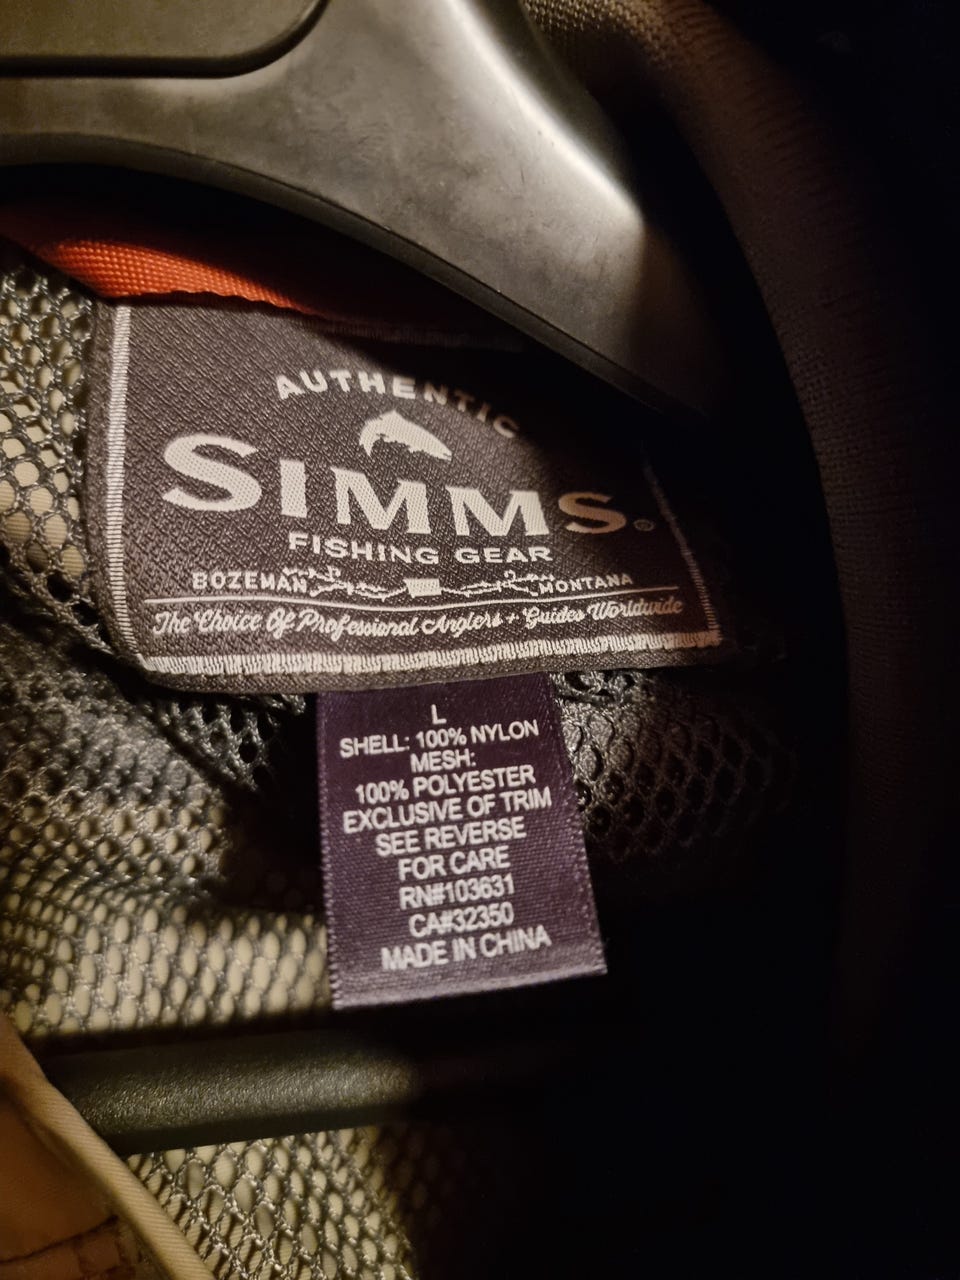 AUTHENTIC
SIMMS®
FISHING GEAR
BOZEMAN MONTANA
The Choice Of Professional Anglers + Guides Worldwide
L
SHELL: 100% NYLON
MESH:
100% POLYESTER
EXCLUSIVE OF TRIM
SEE REVERSE
FOR CARE
RN#103631
CA#32350
MADE IN CHINA